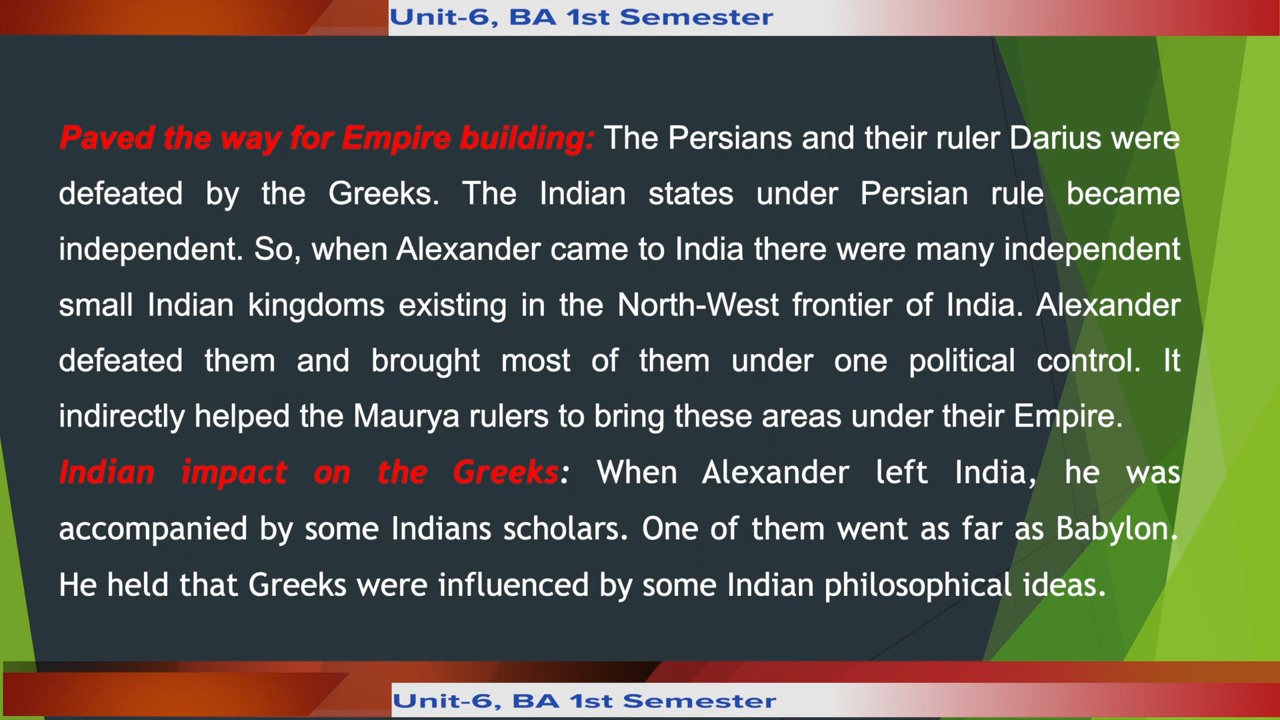 Unit-6, BA 1st Semester
Paved the way for Empire building: The Persians and their ruler Darius were
defeated by the Greeks. The Indian states under Persian rule became
independent. So, when Alexander came to India there were many independent
small Indian kingdoms existing in the North-West frontier of India. Alexander
defeated them and brought most of them under one political control. It
indirectly helped the Maurya rulers to bring these areas under their Empire.
Indian impact on the Greeks: When Alexander left India, he was
accompanied by some Indians scholars. One of them went as far as Babylon.
He held that Greeks were influenced by some Indian philosophical ideas.
Unit-6, BA 1st Semester